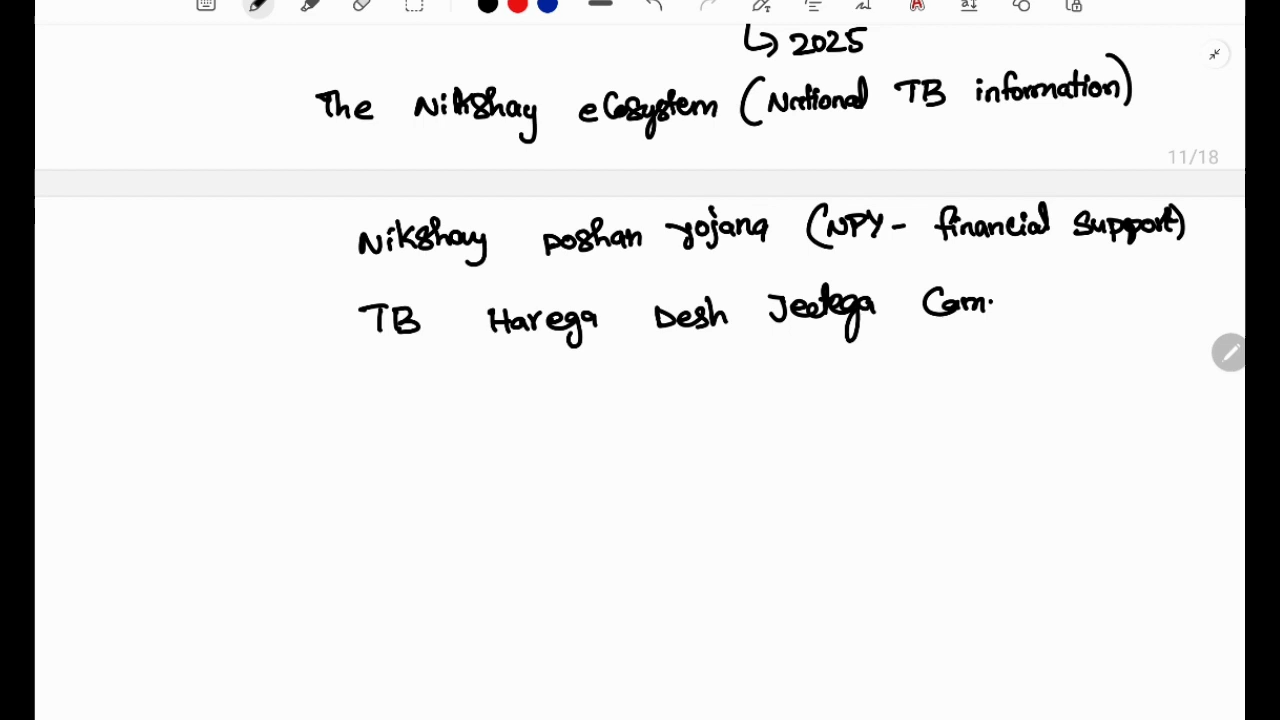 ↳ 2025
The Nikshay ecosystem (National TB information)
11/18
Nikshay poshan yojana (NPY - financial support)
TB Harega Desh Jeetega Cam.